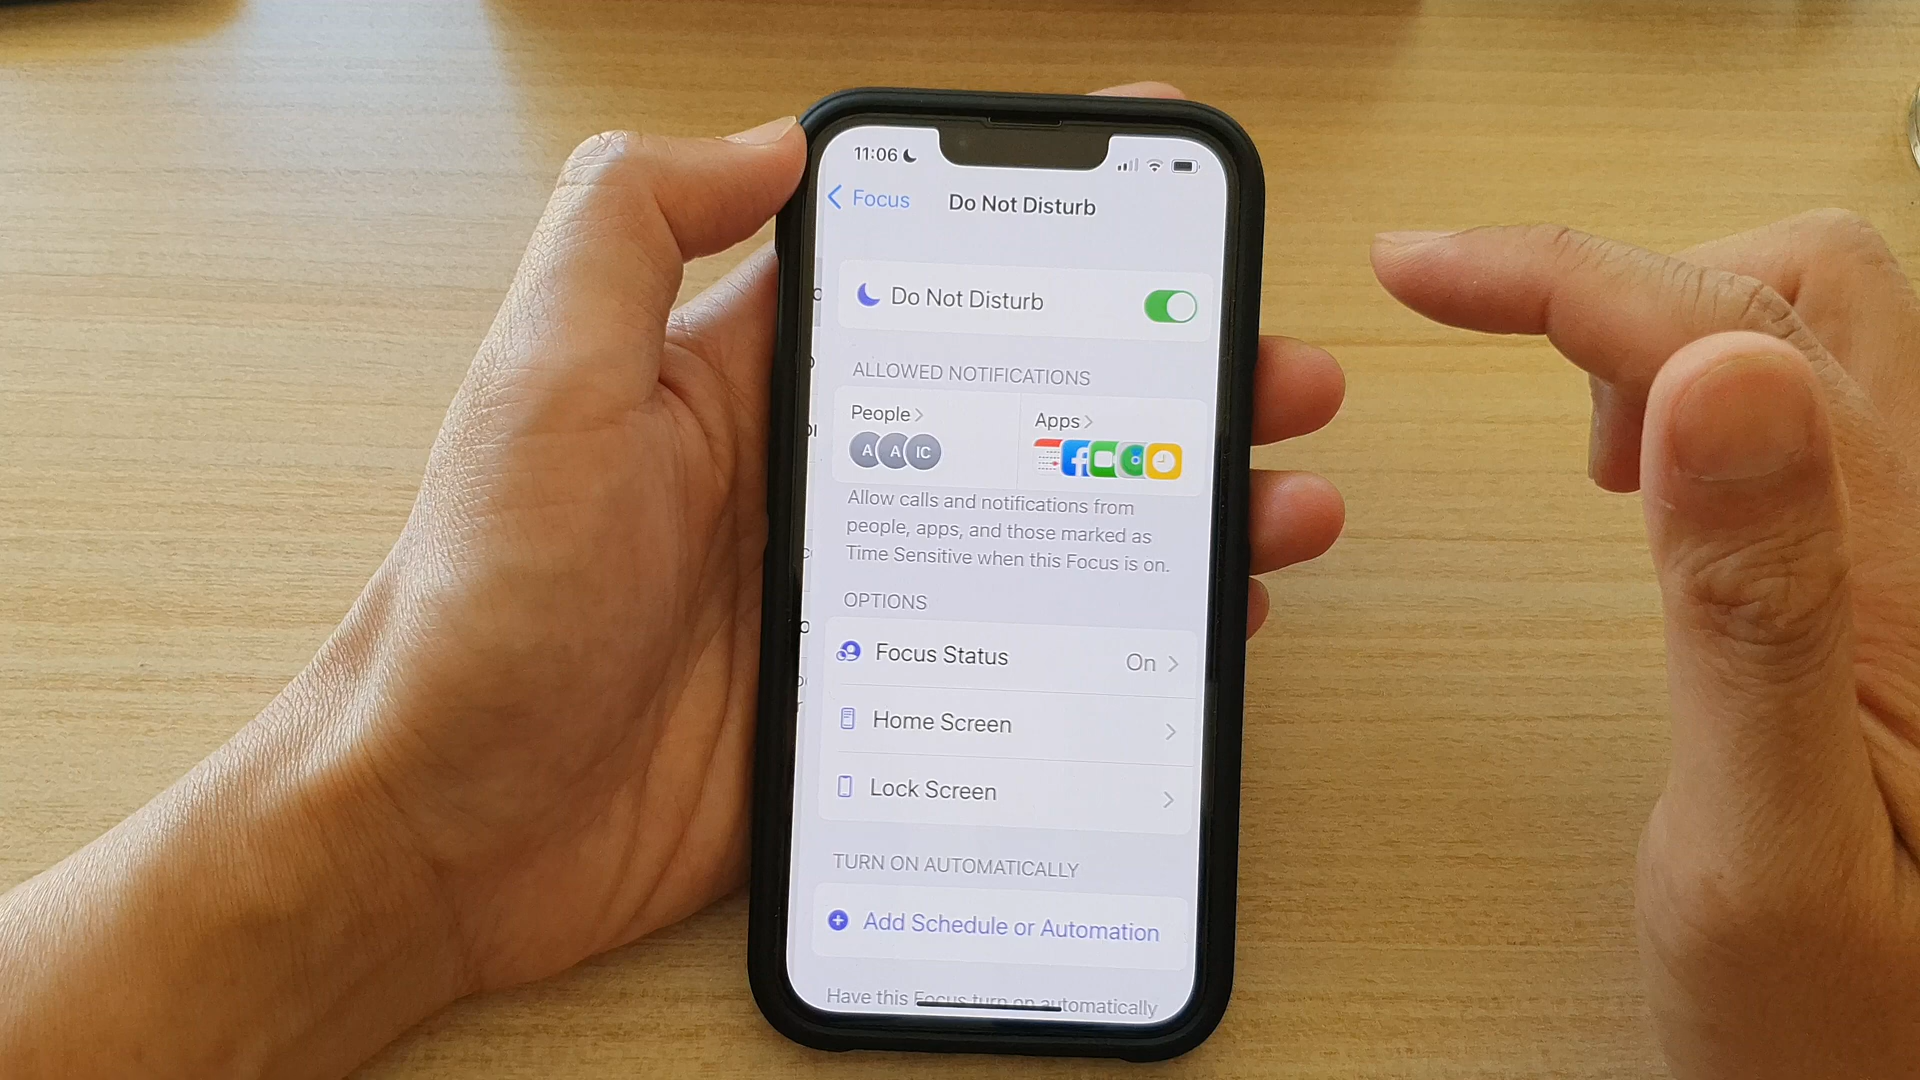 11:06
Focus
Do Not Disturb
Do Not Disturb
ALLOWED NOTIFICATIONS
People
Apps
A A IC
Allow calls and notifications from
people, apps, and those marked as
Time Sensitive when this Focus is on.
OPTIONS
Focus Status On
Home Screen
Lock Screen
TURN ON AUTOMATICALLY
Add Schedule or Automation
Have this Focus turn on automatically